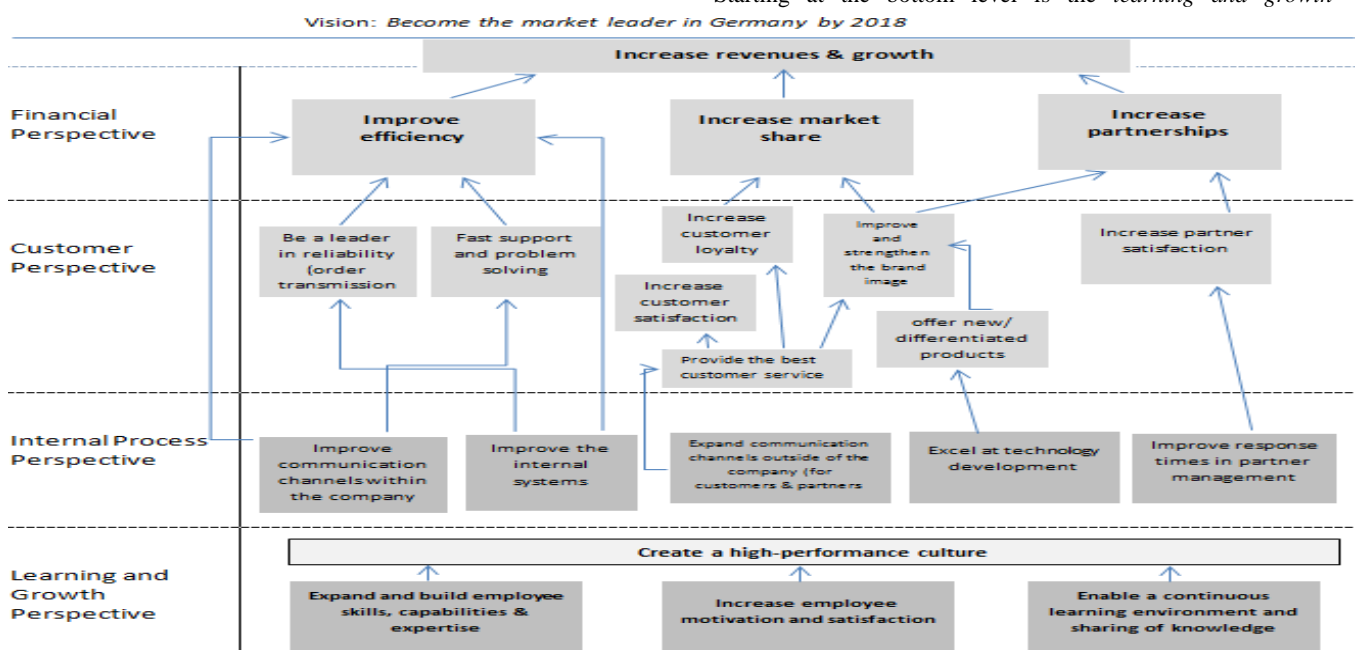 Starting at the bottom level is the learning and growth
Vision: Become the market leader in Germany by 2018
Increase revenues & growth
Financial
Perspective
Improve
efficiency
Increase market
share
Increase
partnerships
Customer
Perspective
Be a leader
in reliability
(order
transmission
Fast support
and problem
solving
Increase
customer
loyalty
Improve
and
strengthen
the brand
image
Increase partner
satisfaction
Increase
customer
satisfaction
offer new/
differentiated
products
Provide the best
customer service
Internal Process
Perspective
Improve
communication
channels within
the company
Improve the
internal
systems
Expand communication
channels outside of the
company (for
customers & partners
Excel at technology
development
Improve response
times in partner
management
Learning and
Growth
Perspective
Create a high-performance culture
Expand and build employee
skills, capabilities &
expertise
Increase employee
motivation and satisfaction
Enable a continuous
learning environment and
sharing of knowledge